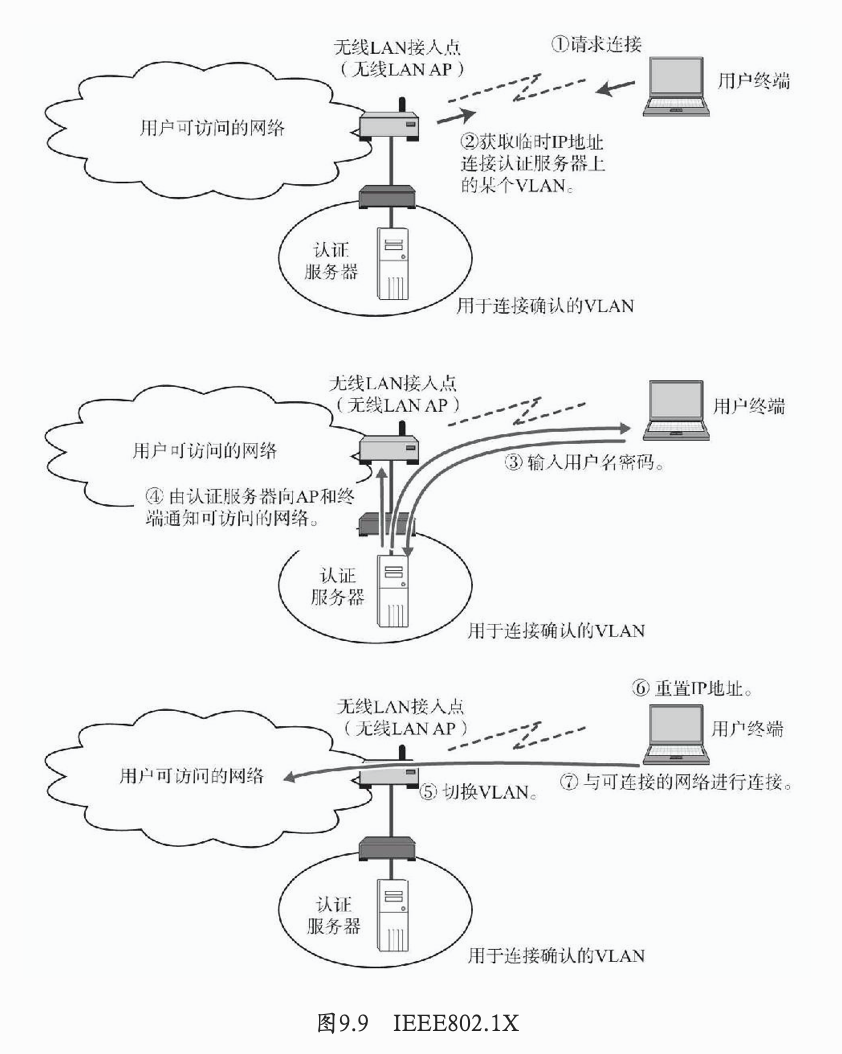 无线LAN接入点
（无线LAN AP）
①请求连接
用户终端
用户可访问的网络
②获取临时IP地址
连接认证服务器上
的某个VLAN。
认证
服务器
用于连接确认的VLAN
无线LAN接入点
（无线LAN AP）
用户终端
用户可访问的网络
③ 输入用户名密码。
④ 由认证服务器向AP和终
端通知可访问的网络。
认证
服务器
用于连接确认的VLAN
⑥ 重置IP地址。
无线LAN接入点
（无线LAN AP）
用户终端
用户可访问的网络
⑤ 切换VLAN。
⑦ 与可连接的网络进行连接。
认证
服务器
用于连接确认的VLAN
图9.9 IEEE802.1X